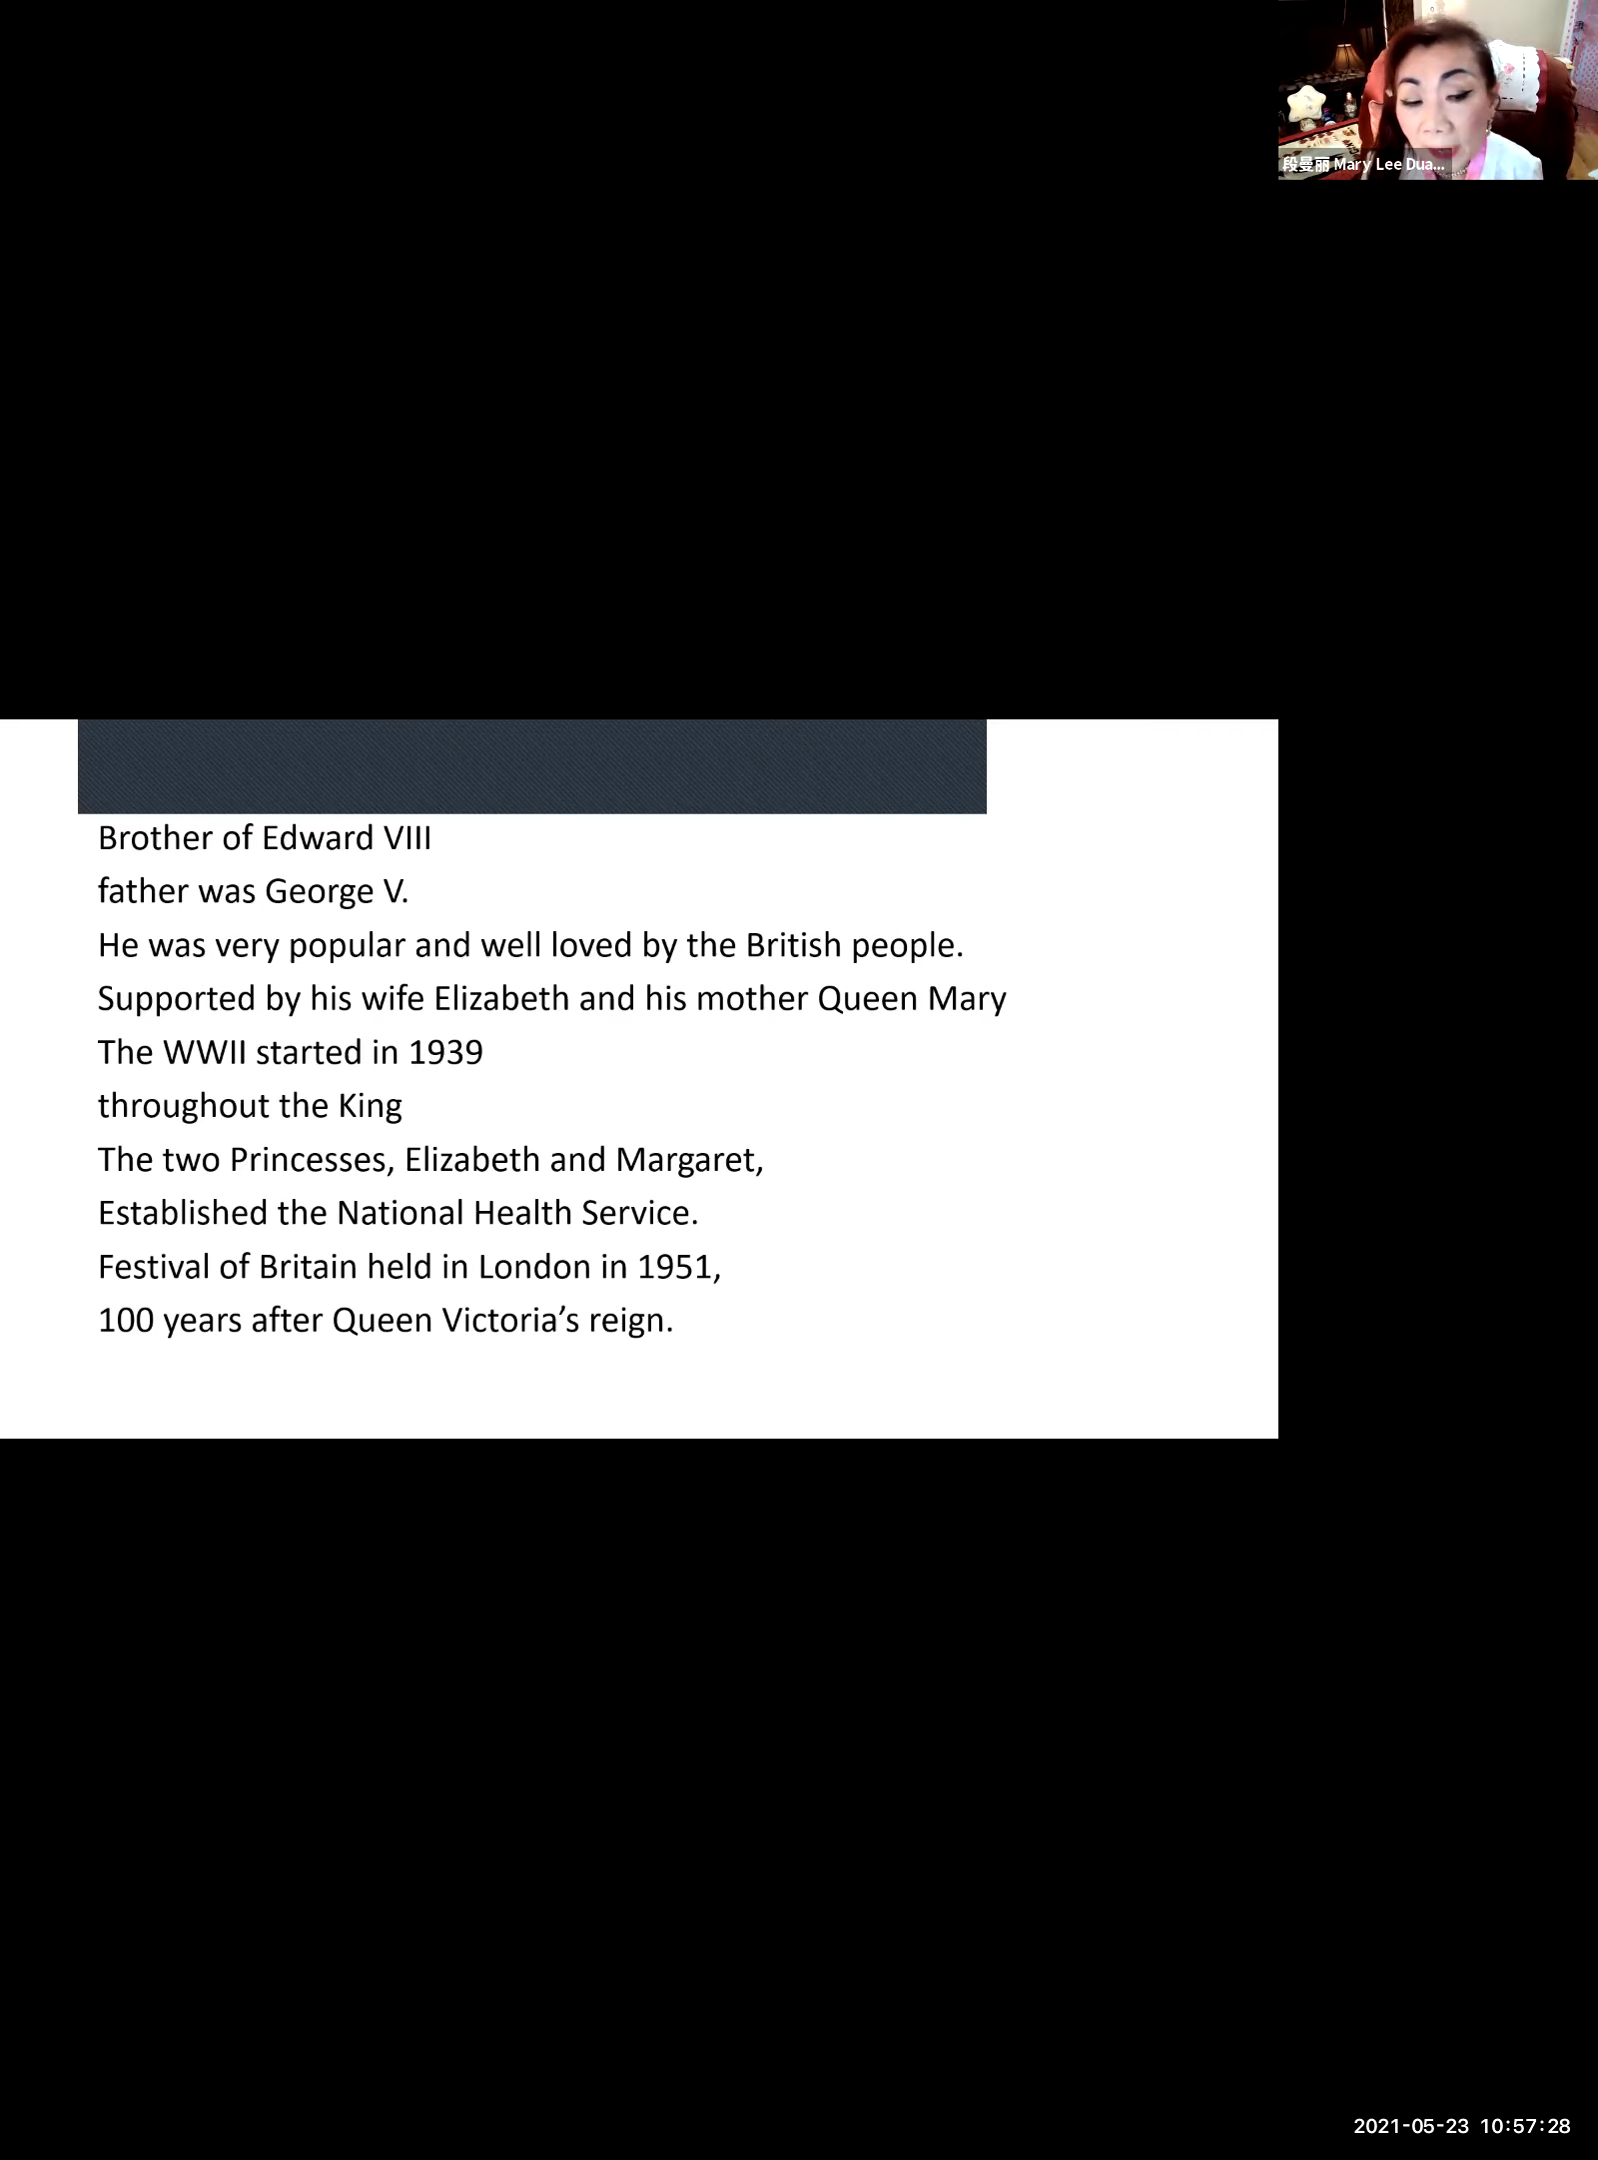 段曼丽 Mary Lee Dua...
Brother of Edward VIII
father was George V.
He was very popular and well loved by the British people.
Supported by his wife Elizabeth and his mother Queen Mary
The WWII started in 1939
throughout the King
The two Princesses, Elizabeth and Margaret,
Established the National Health Service.
Festival of Britain held in London in 1951,
100 years after Queen Victoria’s reign.
2021-05-23 10:57:28